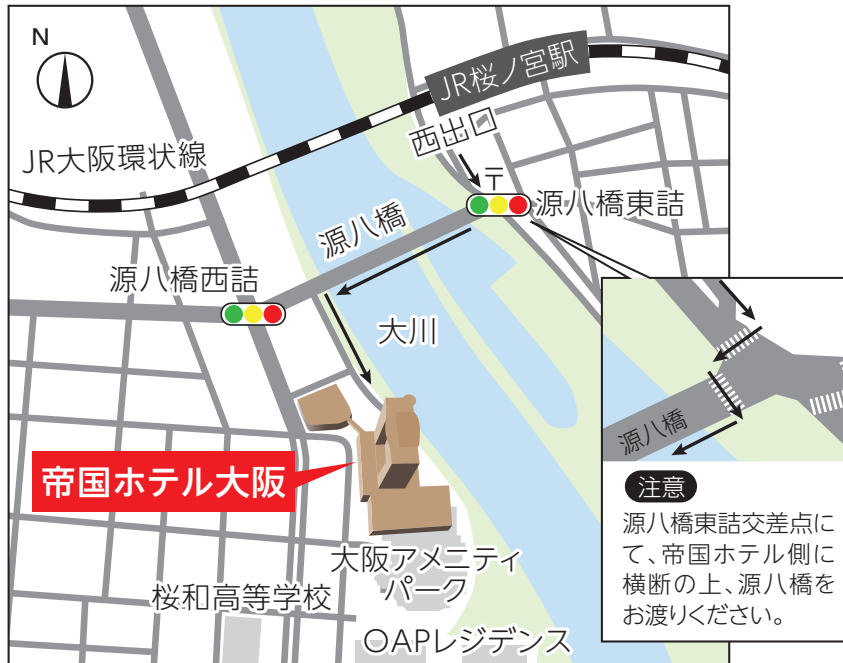 N
JR桜ノ宮駅
西出口
JR大阪環状線
〒
源八橋東詰
源八橋
源八橋西詰
大川
帝国ホテル大阪
大阪アメニティ
パーク
桜和高等学校
OAPレジデンス
源八橋
注意
源八橋東詰交差点に
て、帝国ホテル側に
横断の上、源八橋を
お渡りください。